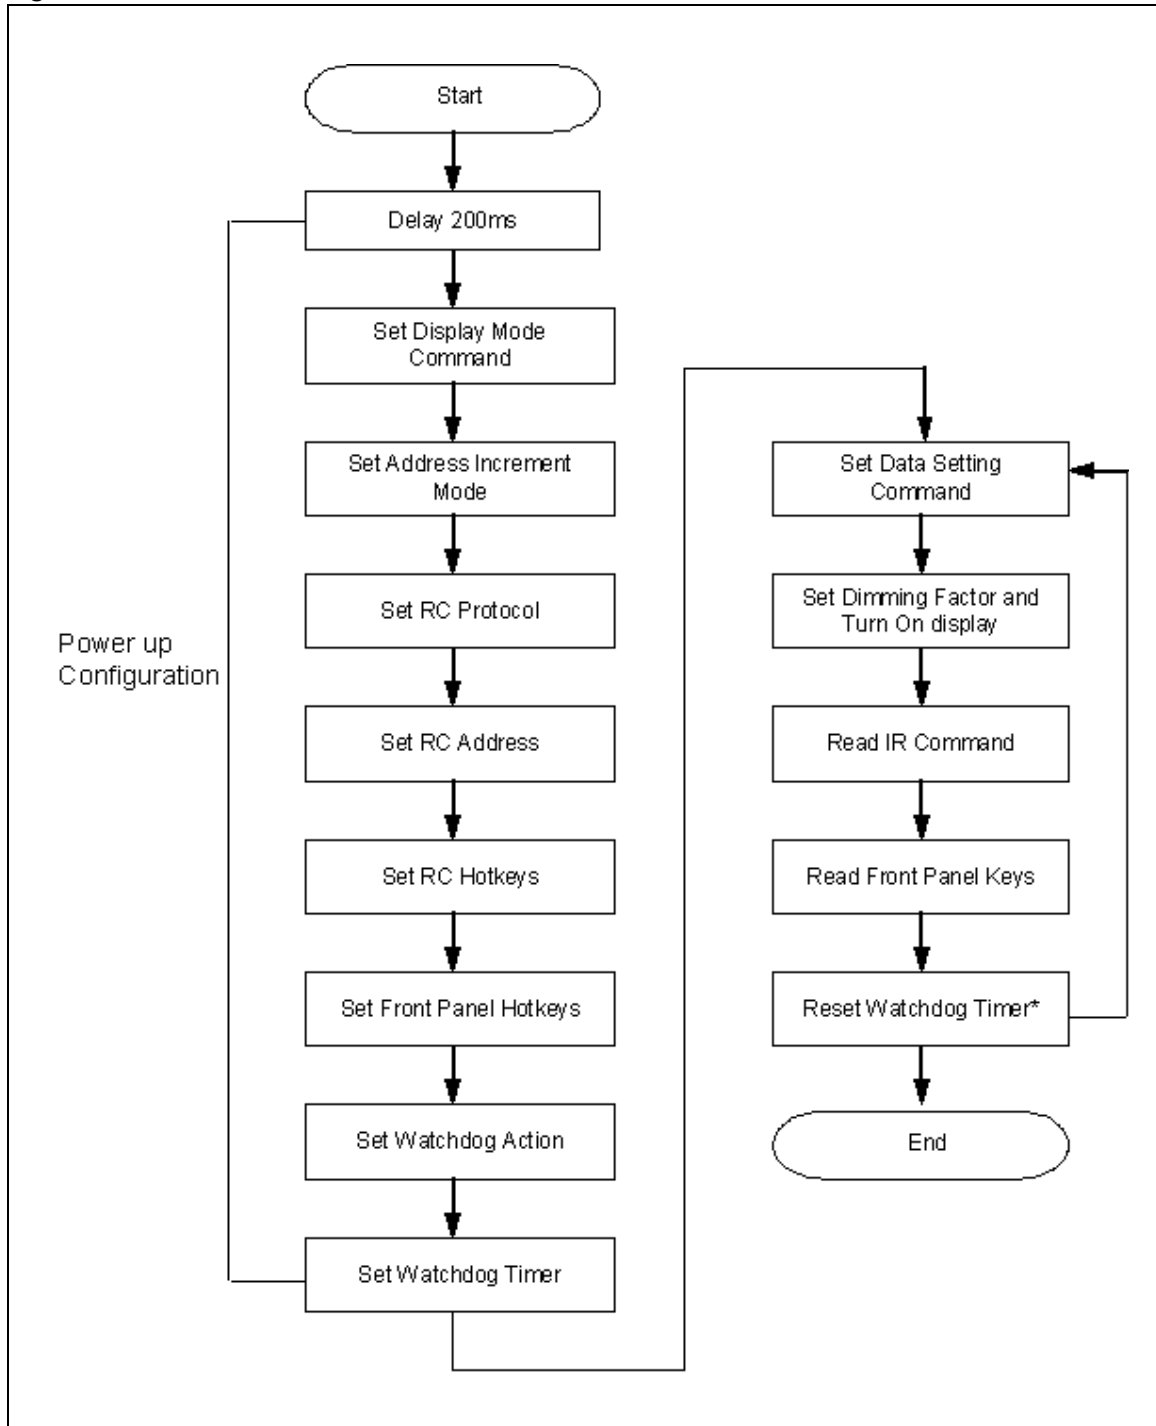 Start
Delay 200ms
Set Display Mode
Command
Set Address Increment
Mode
Set RC Protocol
Power up
Configuration
Set RC Address
Set RC Hotkeys
Set Front Panel Hotkeys
Set Watchdog Action
Set Watchdog Timer
Set Data Setting
Command
Set Dimming Factor and
Turn On display
Read IR Command
Read Front Panel Keys
Reset Watchdog Timer*
End